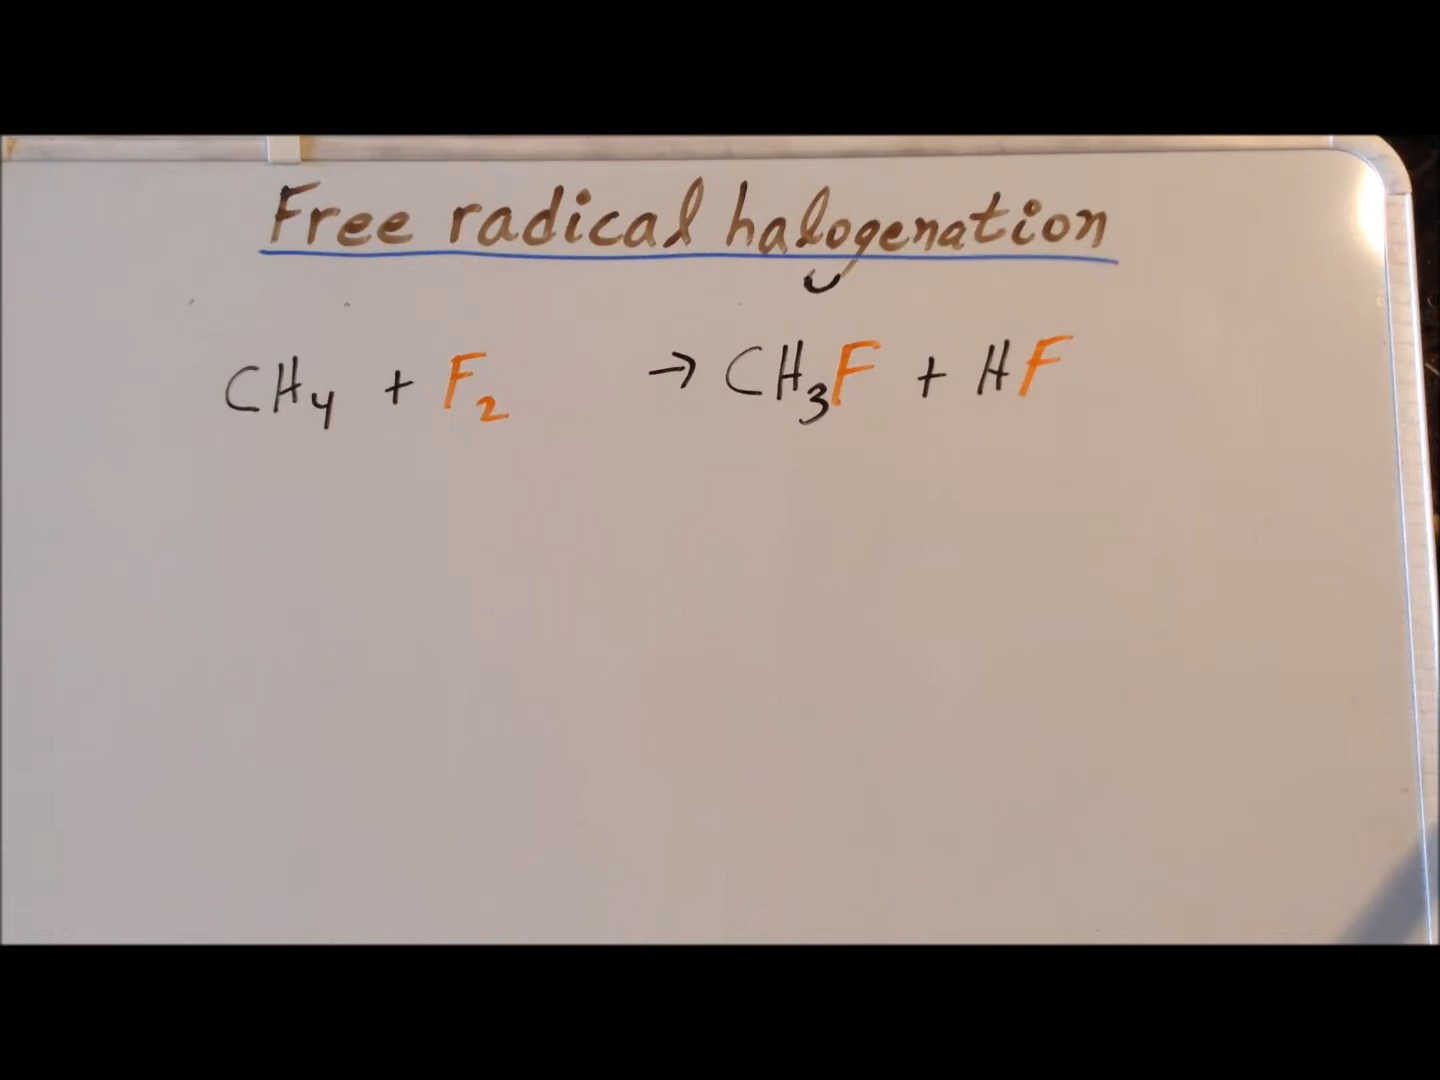 Free radical halogenation
CH₄ + F₂ → CH₃F + HF